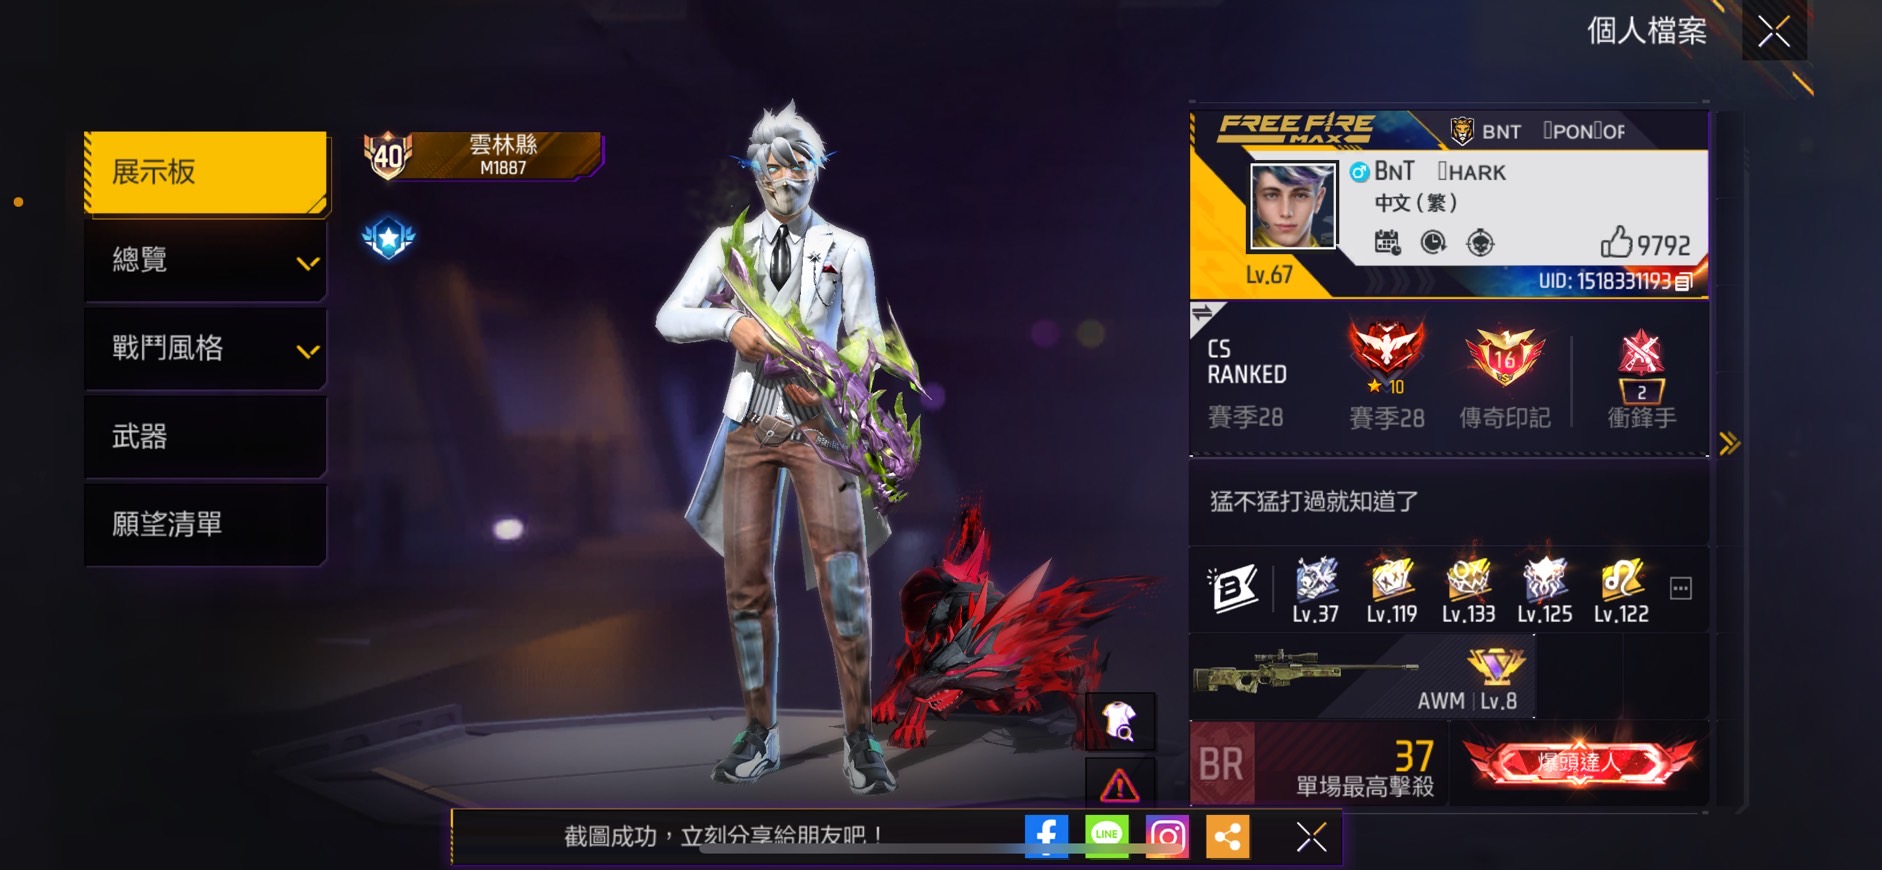 個人檔案
展示板
總覽
戰鬥風格
武器
願望清單
40
雲林縣
M1887
FREE FIRE
MAX
BNT ▯PON▯OF
BNT ▯HARK
中文(繁)
9792
Lv.67
UID: 1518331193
CS
RANKED
賽季28
10
賽季28
16
傳奇印記
2
衝鋒手
猛不猛打過就知道了
B
Lv.37
Lv.119
Lv.133
Lv.125
Lv.122
AWM Lv.8
BR
37
單場最高擊殺
爆頭達人
截圖成功,立刻分享給朋友吧!
LINE